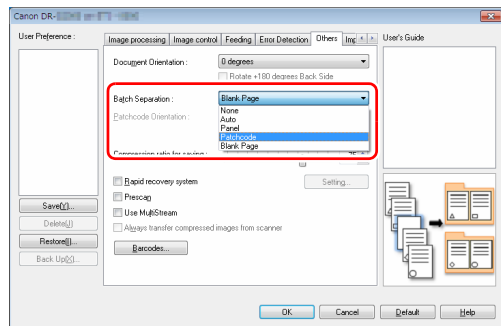 Canon DR-
User Preference :
Image processing Image control Feeding Error Detection Others
User's Guide
Document Orientation :
0 degrees
Rotate +180 degrees Back Side
Batch Separation :
Blank Page
None
Auto
Panel
Patchcode
Blank Page
Patchcode Orientation :
Compression ratio for saving :
Rapid recovery system
Setting...
Prescan
Use MultiStream
Always transfer compressed images from scanner
Barcodes...
Save(Y)...
Delete(J)
Restore(I)...
Back Up(X)...
OK
Cancel
Default
Help